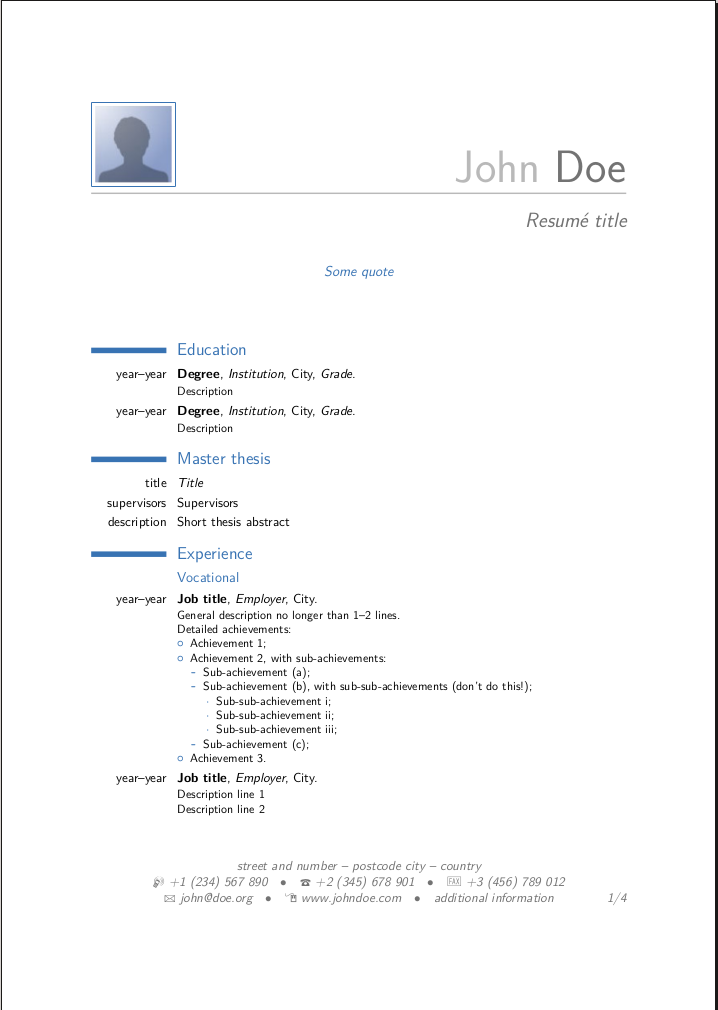 John Doe
Resumé title
Some quote
Education
year–year Degree, Institution, City, Grade.
Description
year–year Degree, Institution, City, Grade.
Description
Master thesis
title Title
supervisors Supervisors
description Short thesis abstract
Experience
Vocational
year–year Job title, Employer, City.
General description no longer than 1–2 lines.
Detailed achievements:
Achievement 1;
Achievement 2, with sub-achievements:
- Sub-achievement (a);
- Sub-achievement (b), with sub-sub-achievements (don't do this!);
· Sub-sub-achievement i;
· Sub-sub-achievement ii;
· Sub-sub-achievement iii;
- Sub-achievement (c);
Achievement 3.
year–year Job title, Employer, City.
Description line 1
Description line 2
street and number – postcode city – country
+1 (234) 567 890 • ☎ +2 (345) 678 901 • FAX +3 (456) 789 012
✉ john@doe.org • www.johndoe.com • additional information 1/4